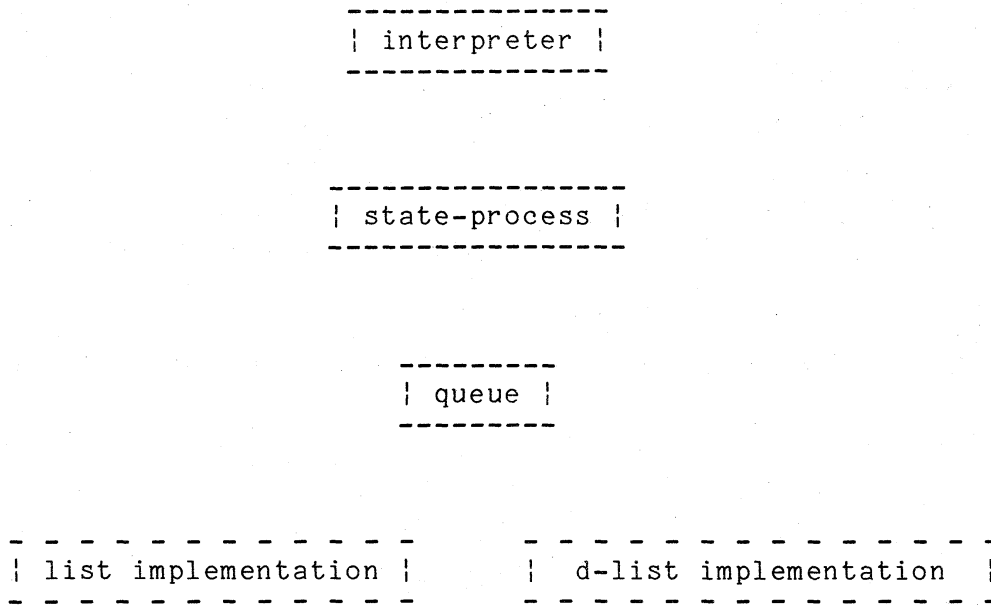 interpreter
state-process
queue
list implementation
d-list implementation